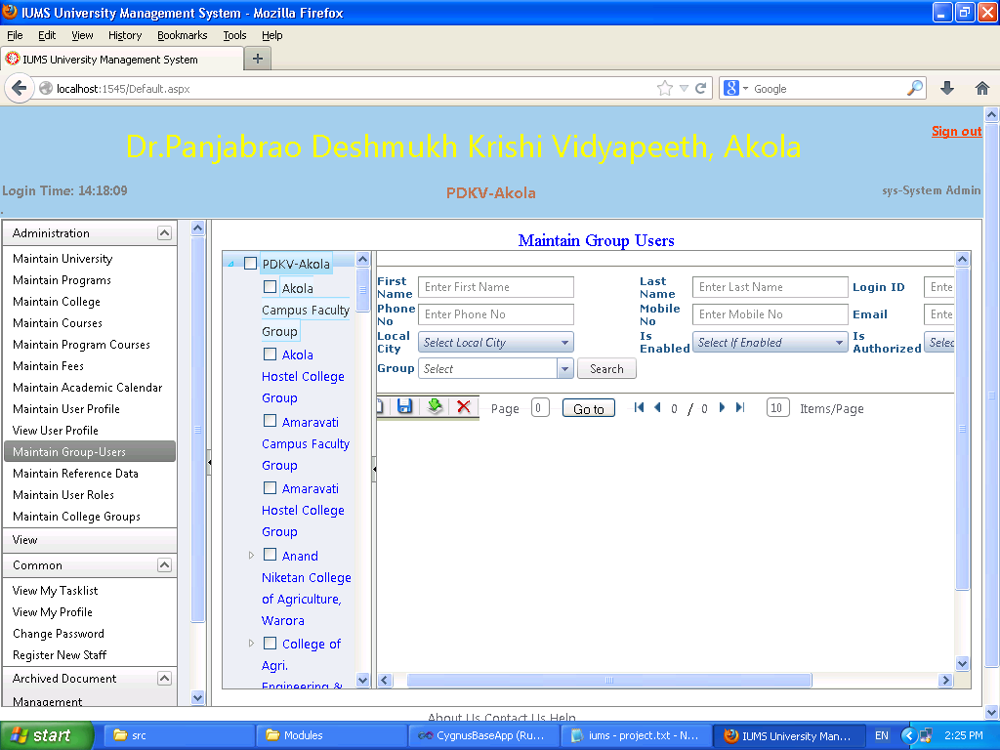 IUMS University Management System - Mozilla Firefox
File Edit View History Bookmarks Tools Help
IUMS University Management System
localhost:1545/Default.aspx
Google
Sign out
Dr.Panjabrao Deshmukh Krishi Vidyapeeth, Akola
Login Time: 14:18:09
PDKV-Akola
sys-System Admin
Administration
Maintain University
Maintain Programs
Maintain College
Maintain Courses
Maintain Program Courses
Maintain Fees
Maintain Academic Calendar
Maintain User Profile
View User Profile
Maintain Group-Users
Maintain Reference Data
Maintain User Roles
Maintain College Groups
View
Common
View My Tasklist
View My Profile
Change Password
Register New Staff
Archived Document
Management
Maintain Group Users
PDKV-Akola
Akola
Campus Faculty
Group
Akola
Hostel College
Group
Amaravati
Campus Faculty
Group
Amaravati
Hostel College
Group
Anand
Niketan College
of Agriculture,
Warora
College of
Agri.
Engineering &
First Name Enter First Name Last Name Enter Last Name Login ID Ente
Phone No Enter Phone No Mobile No Enter Mobile No Email Ente
Local City Select Local City Is Enabled Select If Enabled Is Authorized Selec
Group Select Search
Page 0 Go to 0 / 0 10 Items/Page
About Us Contact Us Help
start src Modules CygnusBaseApp (Ru... iums - project.txt - N... IUMS University Man... EN 2:25 PM